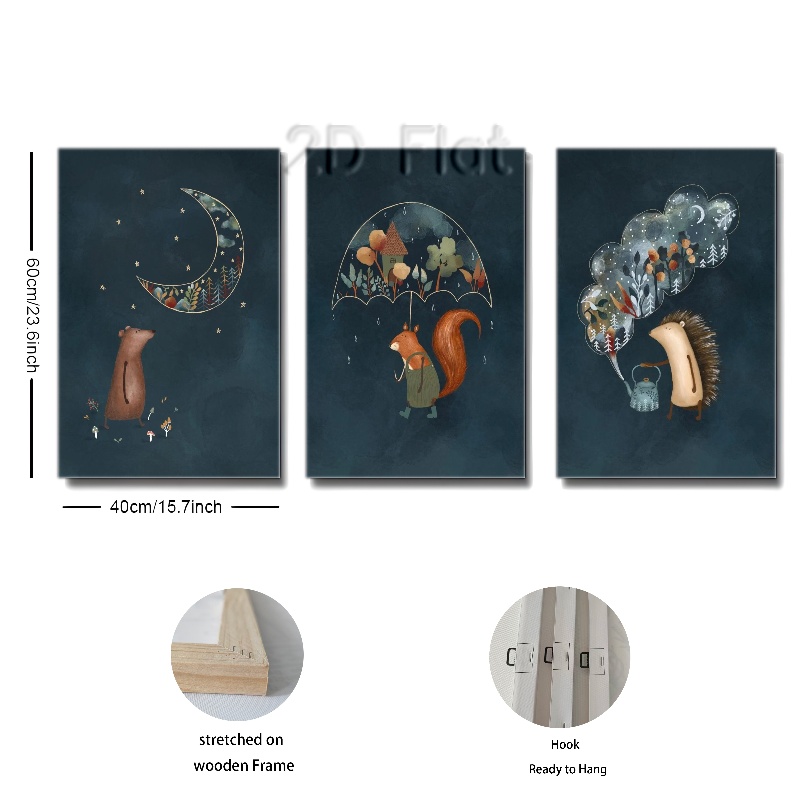 2D Flat
60cm/23.6inch
40cm/15.7inch
stretched on
wooden Frame
Hook
Ready to Hang